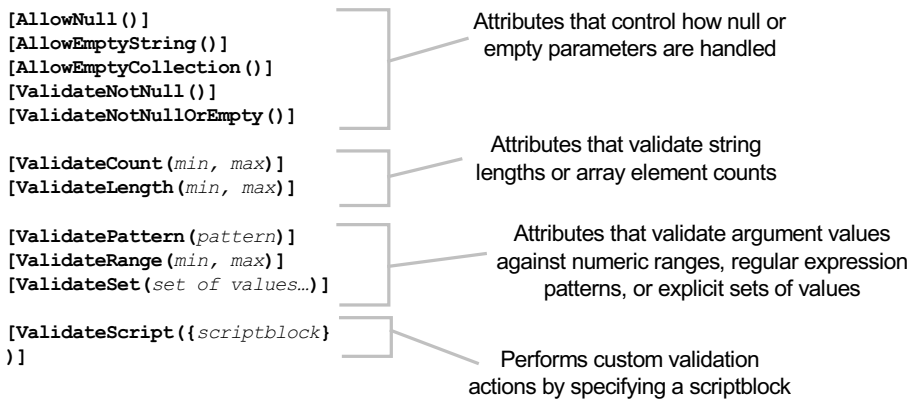 [AllowNull()]
[AllowEmptyString()]
[AllowEmptyCollection()]
[ValidateNotNull()]
[ValidateNotNullOrEmpty()]
Attributes that control how null or
empty parameters are handled
[ValidateCount(min, max)]
[ValidateLength(min, max)]
Attributes that validate string
lengths or array element counts
[ValidatePattern(pattern)]
[ValidateRange(min, max)]
[ValidateSet(set of values…)]
Attributes that validate argument values
against numeric ranges, regular expression
patterns, or explicit sets of values
[ValidateScript({scriptblock}
)]
Performs custom validation
actions by specifying a scriptblock